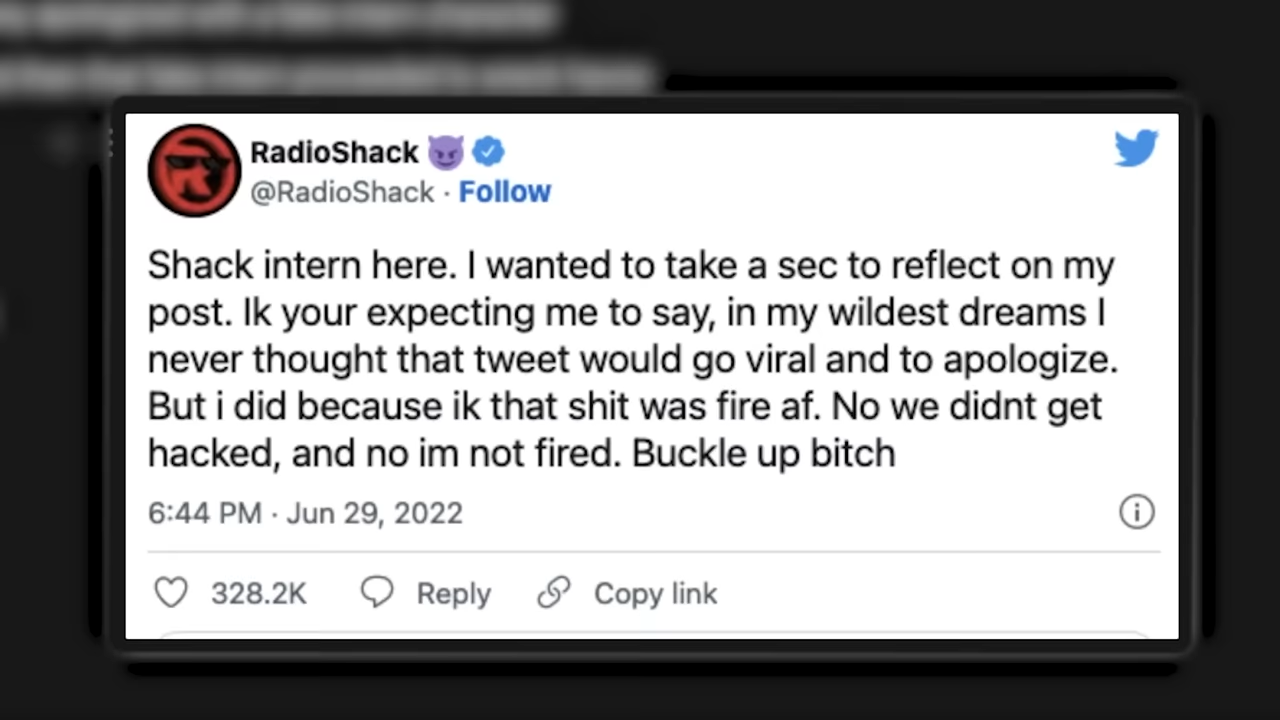 RadioShack 😈
@RadioShack · Follow
Shack intern here. I wanted to take a sec to reflect on my
post. Ik your expecting me to say, in my wildest dreams I
never thought that tweet would go viral and to apologize.
But i did because ik that shit was fire af. No we didnt get
hacked, and no im not fired. Buckle up bitch
6:44 PM · Jun 29, 2022
328.2K Reply Copy link